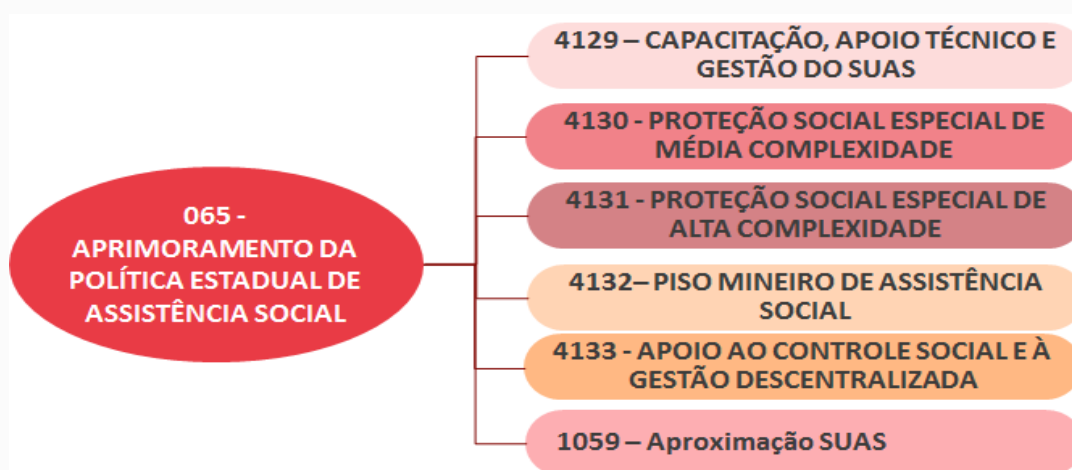 065 -
APRIMORAMENTO DA
POLÍTICA ESTADUAL DE
ASSISTÊNCIA SOCIAL
4129 – CAPACITAÇÃO, APOIO TÉCNICO E
GESTÃO DO SUAS
4130 - PROTEÇÃO SOCIAL ESPECIAL DE
MÉDIA COMPLEXIDADE
4131 - PROTEÇÃO SOCIAL ESPECIAL DE
ALTA COMPLEXIDADE
4132– PISO MINEIRO DE ASSISTÊNCIA
SOCIAL
4133 - APOIO AO CONTROLE SOCIAL E À
GESTÃO DESCENTRALIZADA
1059 – Aproximação SUAS